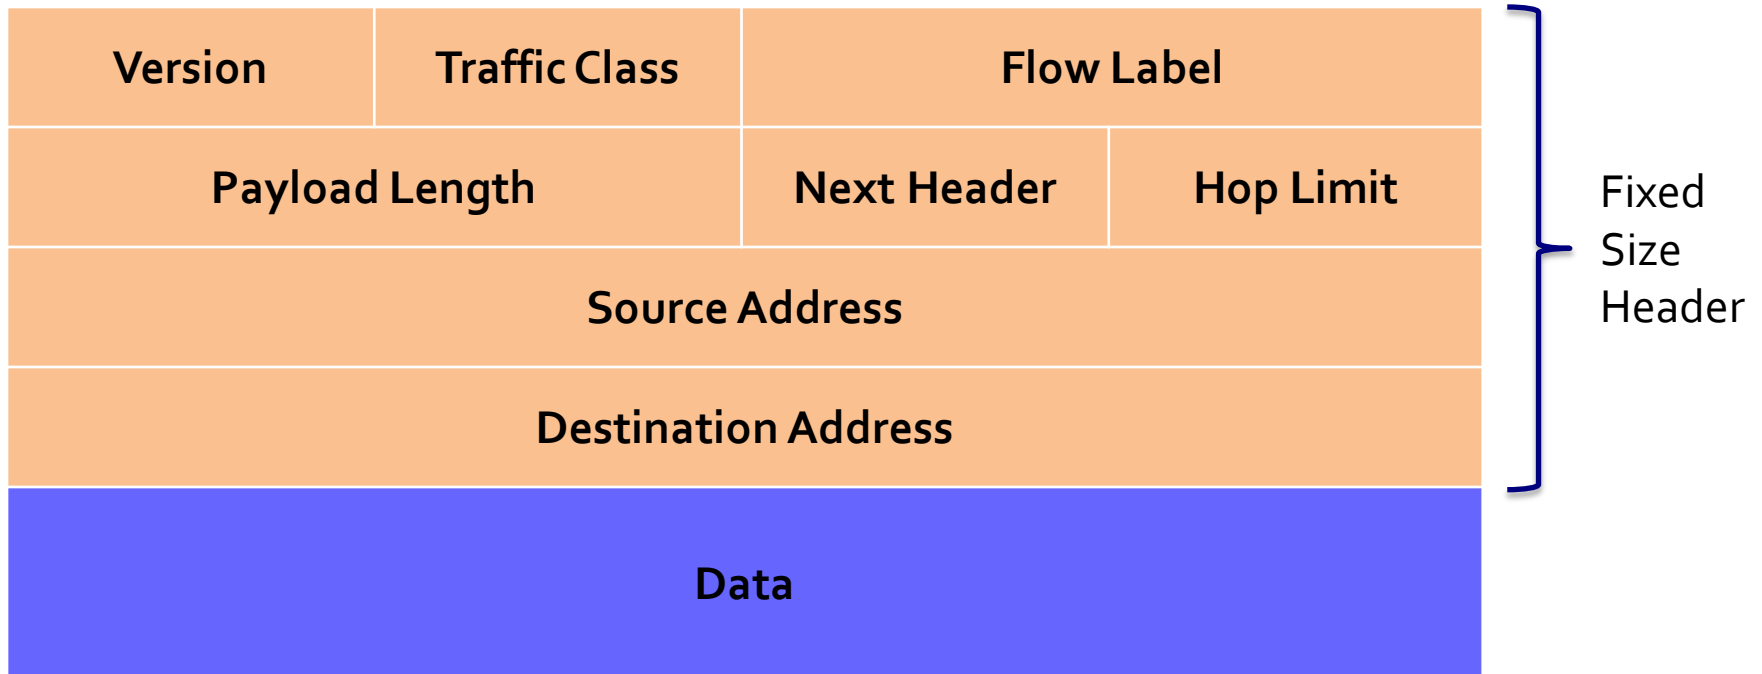 Version Traffic Class Flow Label
Payload Length Next Header Hop Limit
Source Address
Destination Address
Data
Fixed
Size
Header